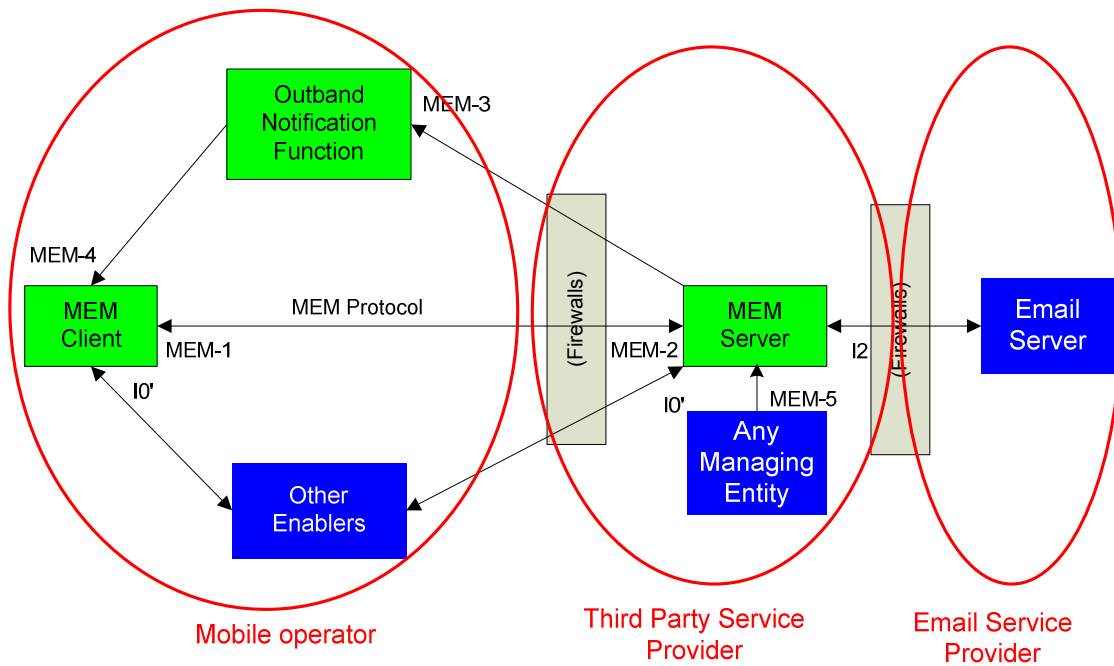 Outband
Notification
Function
MEM-3
MEM-4
MEM
Client
MEM Protocol
MEM-1
(Firewalls)
MEM-2
MEM
Server
I2
(Firewalls)
Email
Server
I0'
I0'
MEM-5
Any
Managing
Entity
Other
Enablers
Mobile operator
Third Party Service
Provider
Email Service
Provider